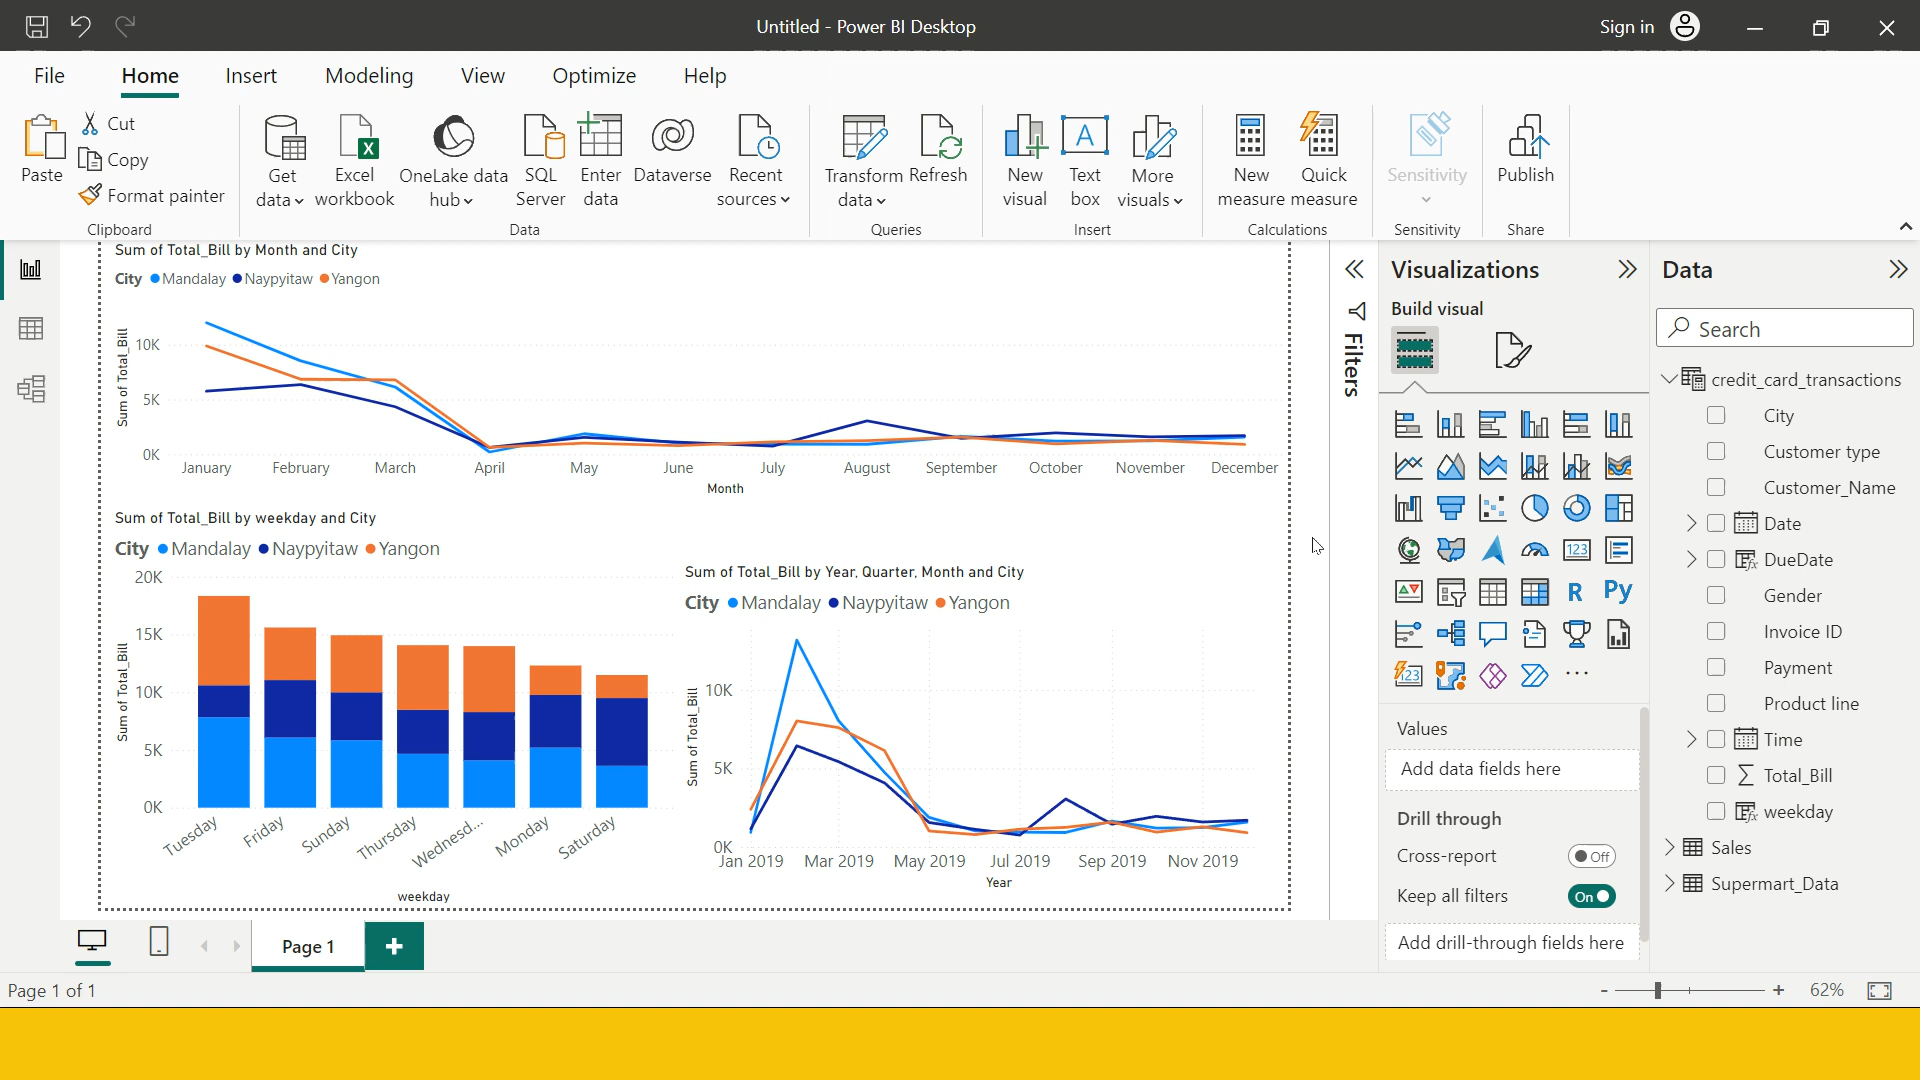 Untitled - Power BI Desktop
Sign in
File Home Insert Modeling View Optimize Help
Paste
Cut
Copy
Format painter
Clipboard
Get data
Excel workbook
OneLake data hub
SQL Server
Enter data
Dataverse
Recent sources
Data
Transform data
Refresh
Queries
New visual
A
Text box
More visuals
Insert
New measure
Quick measure
Calculations
Sensitivity
Sensitivity
Publish
Share
Sum of Total_Bill by Month and City
City Mandalay Naypyitaw Yangon
Sum of Total_Bill
10K
5K
0K
January February March April May June July August September October November December
Month
Sum of Total_Bill by weekday and City
City Mandalay Naypyitaw Yangon
Sum of Total_Bill
20K
15K
10K
5K
0K
Tuesday Friday Sunday Thursday Wednesd... Monday Saturday
weekday
Sum of Total_Bill by Year, Quarter, Month and City
City Mandalay Naypyitaw Yangon
Sum of Total_Bill
10K
5K
0K
Jan 2019 Mar 2019 May 2019 Jul 2019 Sep 2019 Nov 2019
Year
Filters
Visualizations
Build visual
123
R Py
123
...
Values
Add data fields here
Drill through
Cross-report Off
Keep all filters On
Add drill-through fields here
Data
Search
credit_card_transactions
City
Customer type
Customer_Name
Date
DueDate
Gender
Invoice ID
Payment
Product line
Time
Σ Total_Bill
weekday
Sales
Supermart_Data
Page 1 +
Page 1 of 1
- + 62%